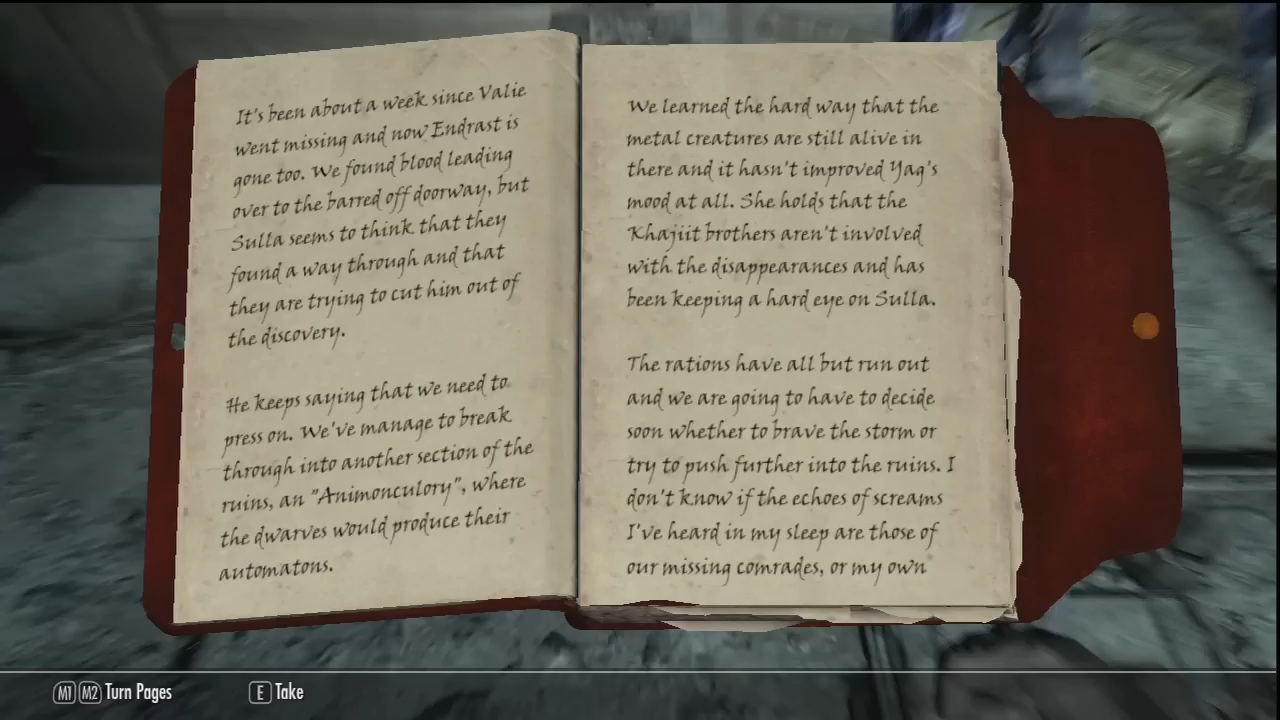 It's been about a week since Valie
went missing and now Endrast is
gone too. We found blood leading
over to the barred off doorway, but
Sulla seems to think that they
found a way through and that
they are trying to cut him out of
the discovery.
He keeps saying that we need to
press on. We've manage to break
through into another section of the
ruins, an "Animonculory", where
the dwarves would produce their
automatons.
We learned the hard way that the
metal creatures are still alive in
there and it hasn't improved Yag's
mood at all. She holds that the
Khajiit brothers aren't involved
with the disappearances and has
been keeping a hard eye on Sulla.
The rations have all but run out
and we are going to have to decide
soon whether to brave the storm or
try to push further into the ruins. I
don't know if the echoes of screams
I've heard in my sleep are those of
our missing comrades, or my own
M1 M2 Turn Pages
E Take